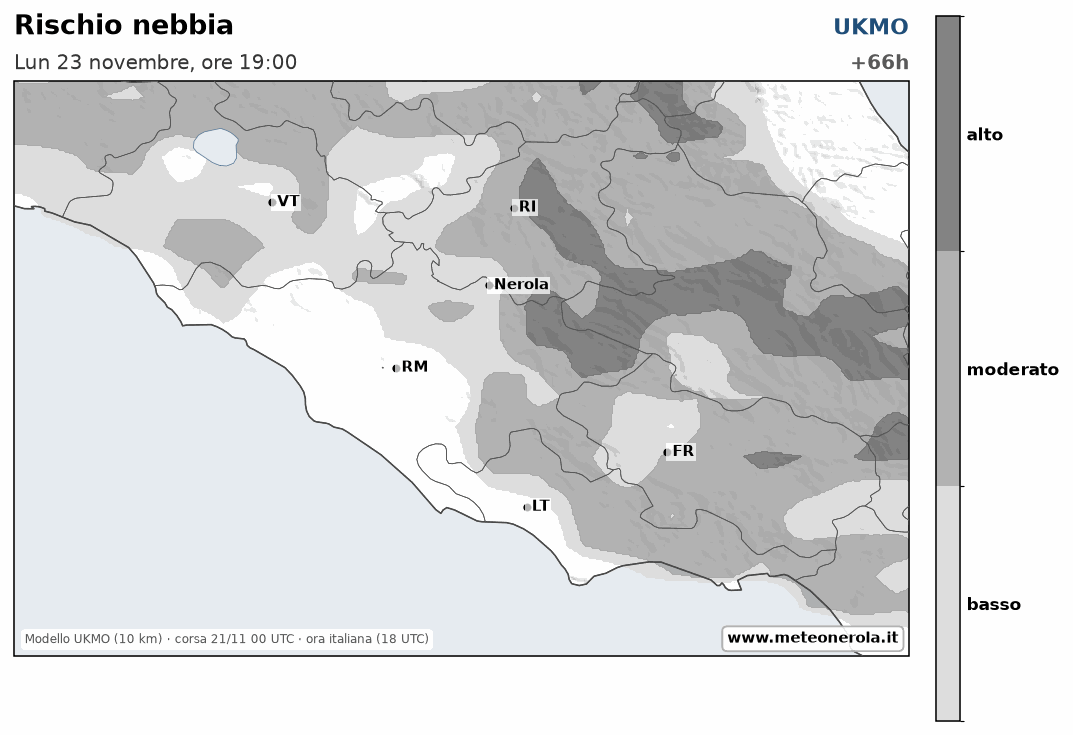 Rischio nebbia
UKMO
Lun 23 novembre, ore 19:00
+66h
alto
VT
RI
Nerola
moderato
RM
FR
LT
basso
Modello UKMO (10 km) · corsa 21/11 00 UTC · ora italiana (18 UTC)
www.meteonerola.it